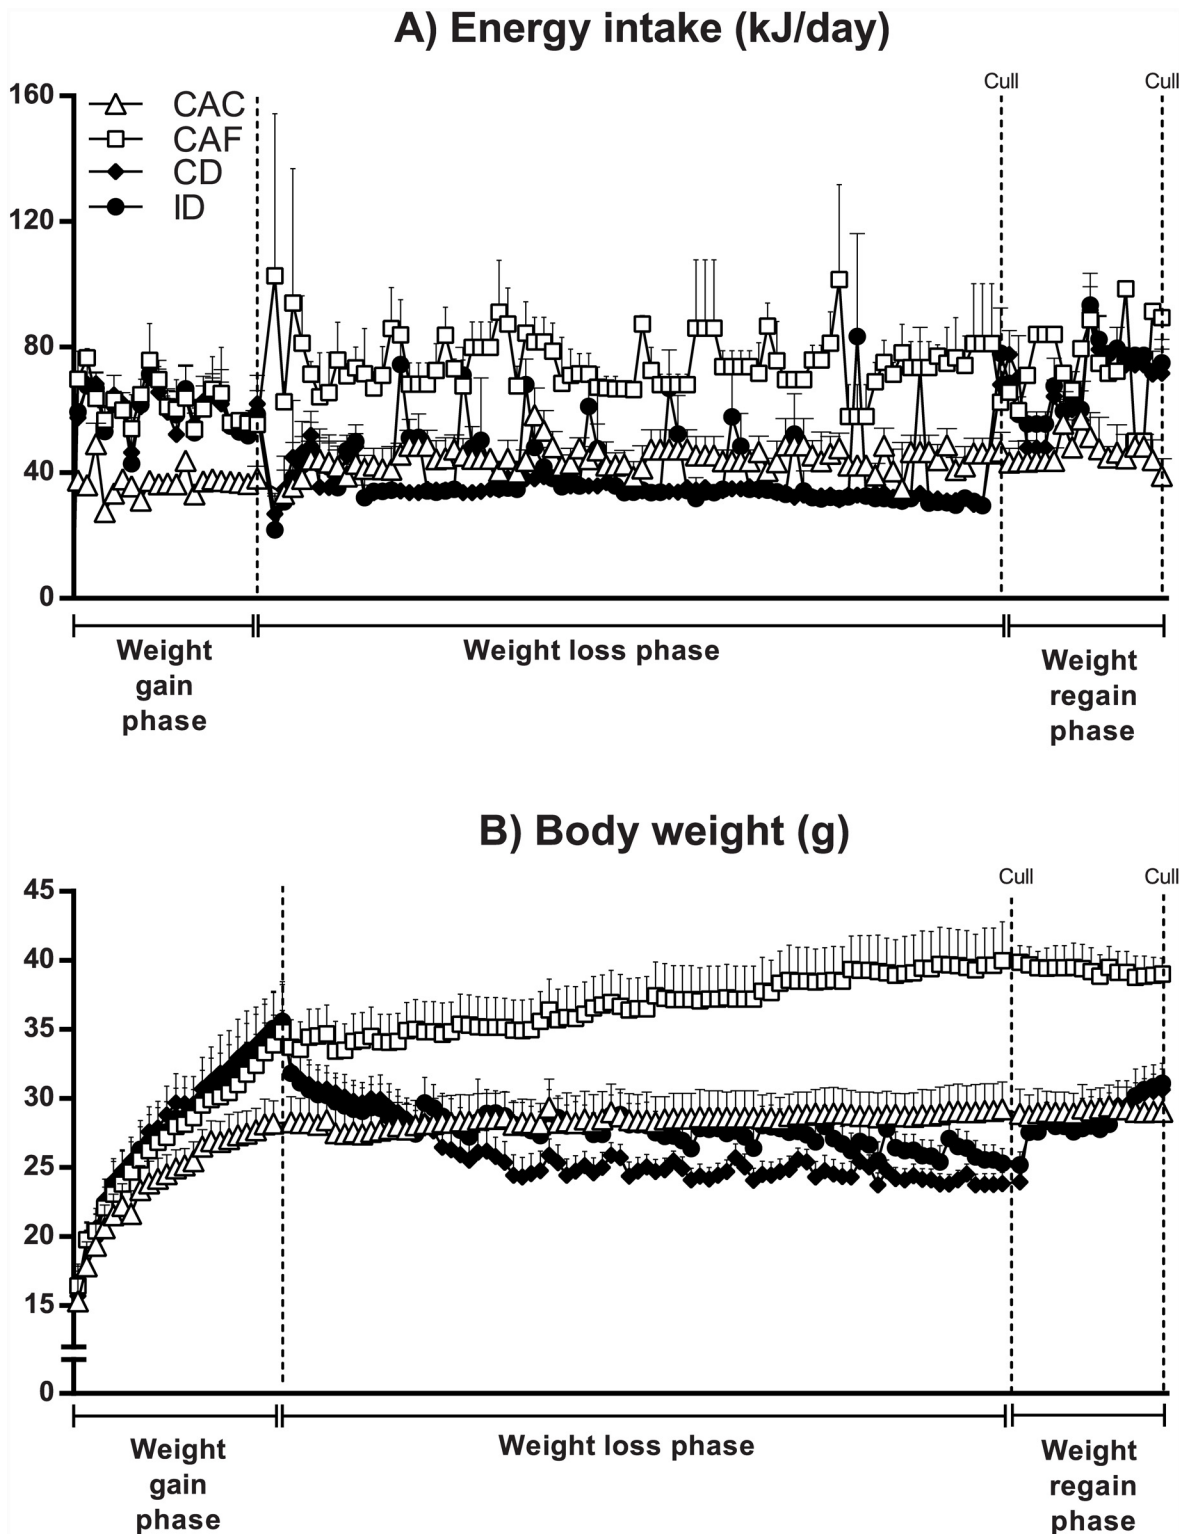 A) Energy intake (kJ/day)
Cull
Cull
160
120
80
40
0
CAC
CAF
CD
ID
Weight
gain
phase
Weight loss phase
Weight
regain
phase
B) Body weight (g)
Cull
Cull
45
40
35
30
25
20
15
0
Weight
gain
phase
Weight loss phase
Weight
regain
phase